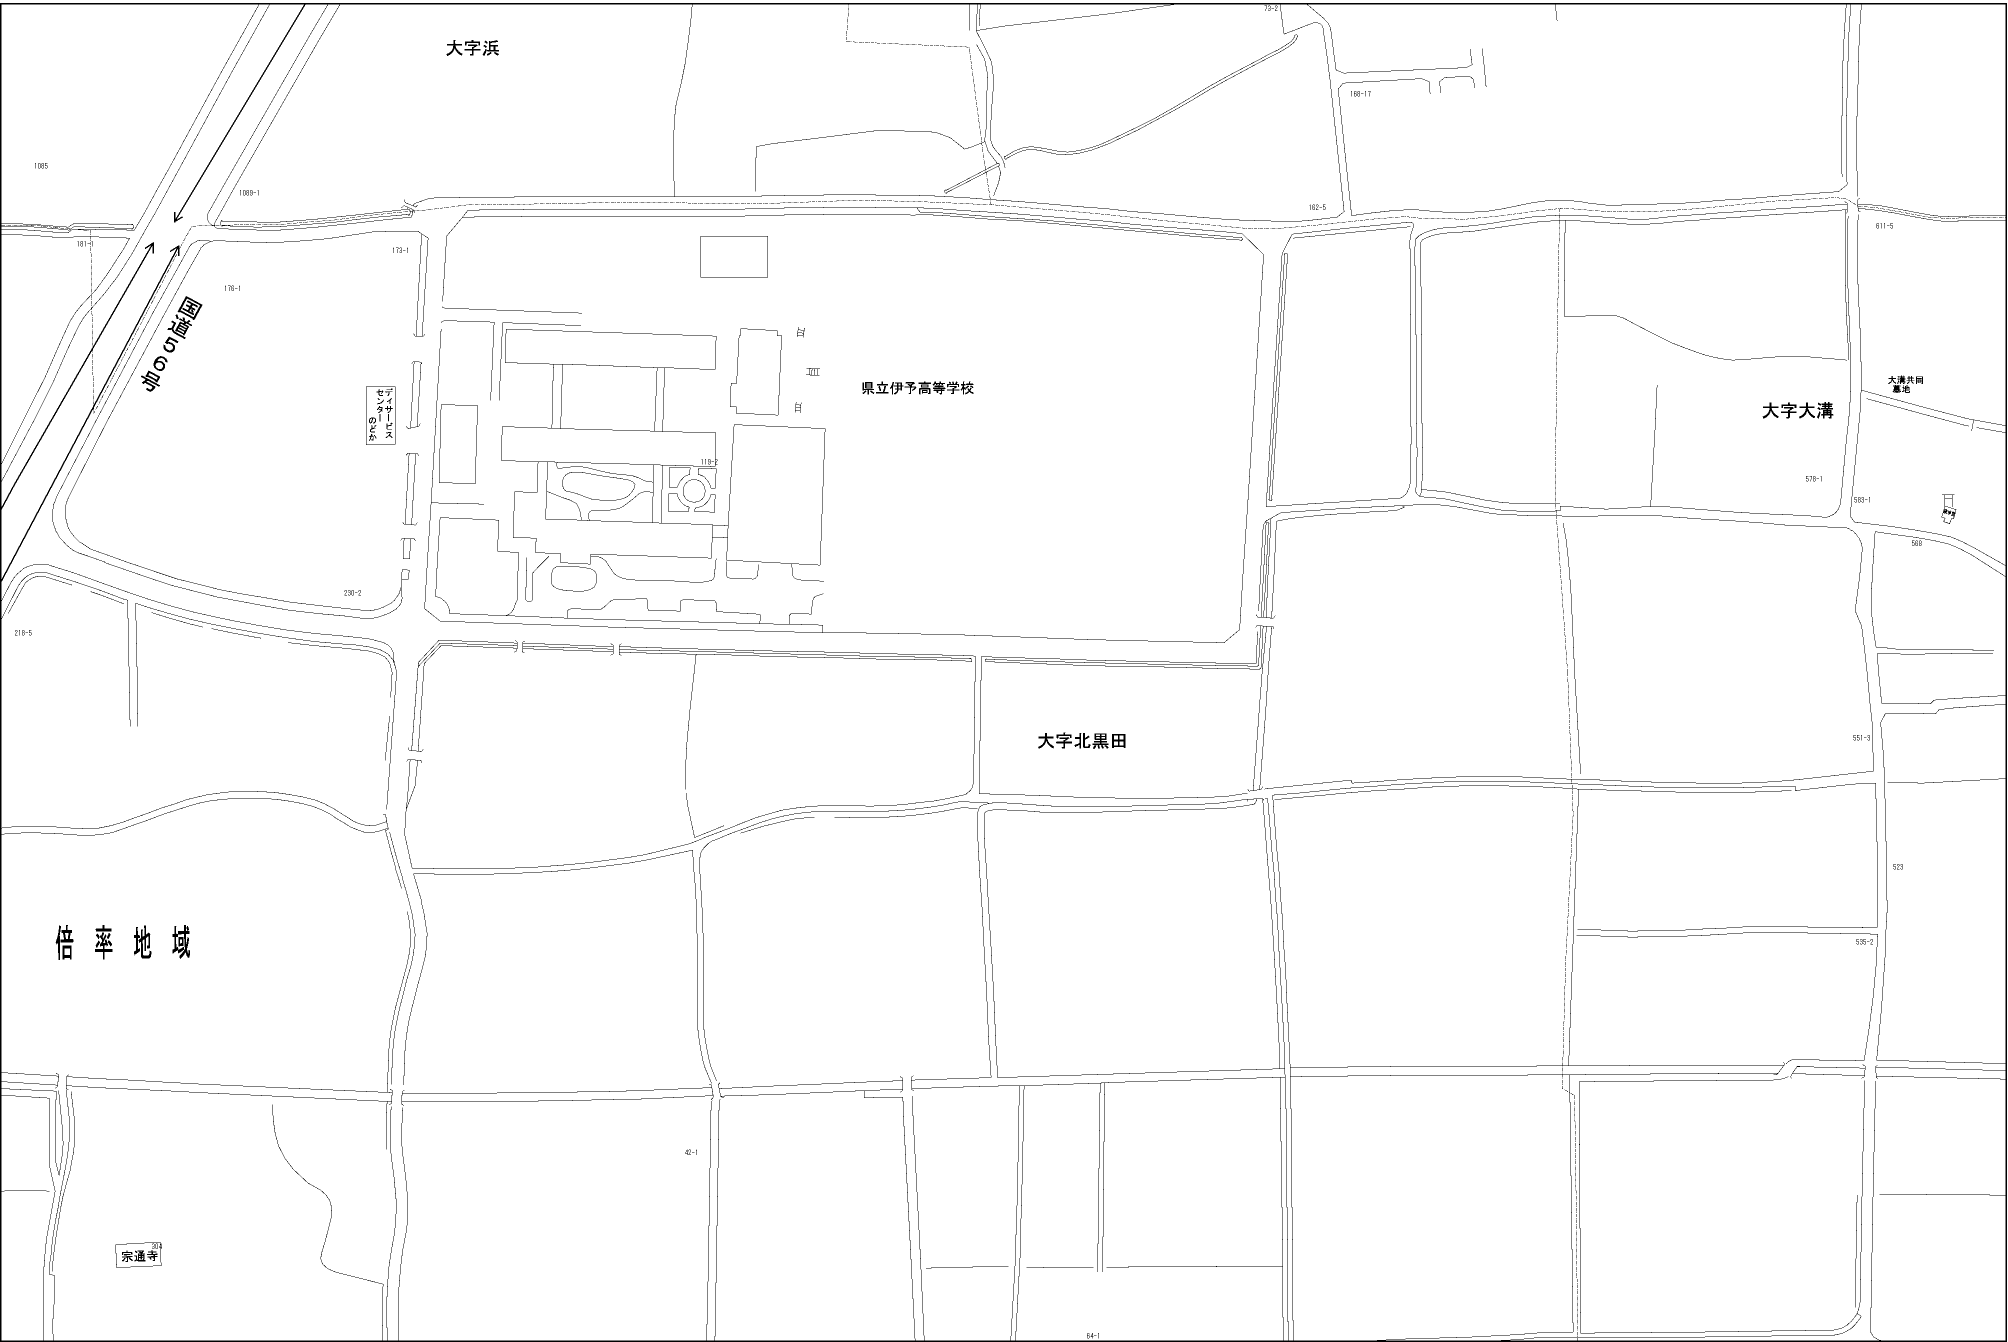 73-2
大字浜
168-17
1085
1089-1
162-5
611-5
181-1
173-1
176-1
国道56号
大溝共同
墓地
県立伊予高等学校
大字大溝
デイサービス
センター
のどか
119-2
578-1
583-1
568
230-2
218-5
大字北黒田
551-3
523
倍率地域
535-2
42-1
304
宗通寺
64-1